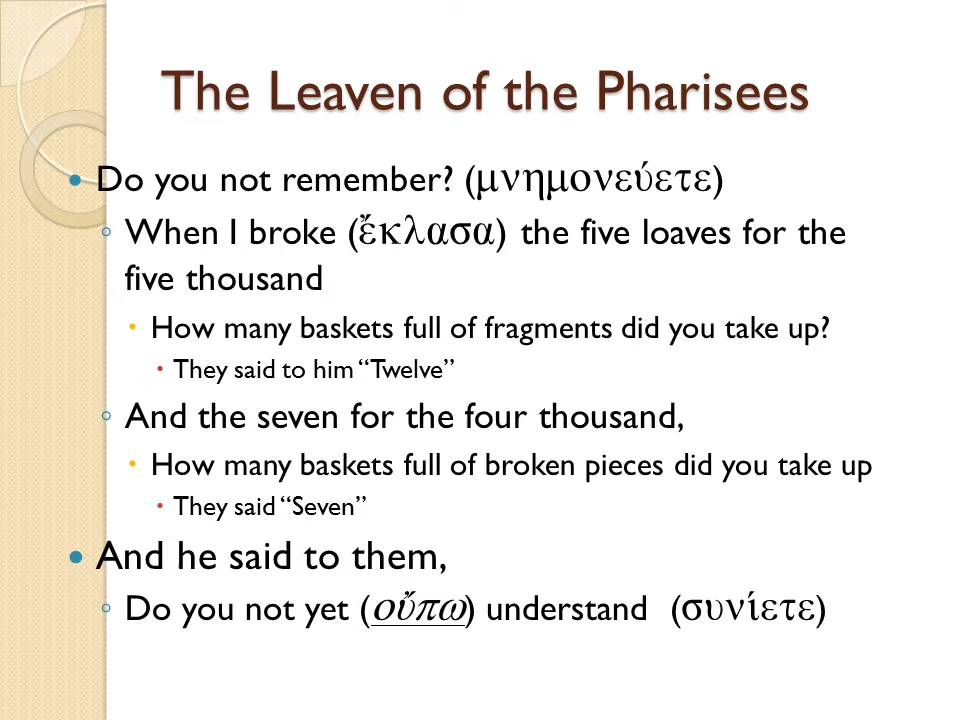 The Leaven of the Pharisees
Do you not remember? (μνημονεύετε)
When I broke (ἔκλασα) the five loaves for the
five thousand
How many baskets full of fragments did you take up?
They said to him “Twelve”
And the seven for the four thousand,
How many baskets full of broken pieces did you take up
They said “Seven”
And he said to them,
Do you not yet (οὔπω) understand (συνίετε)